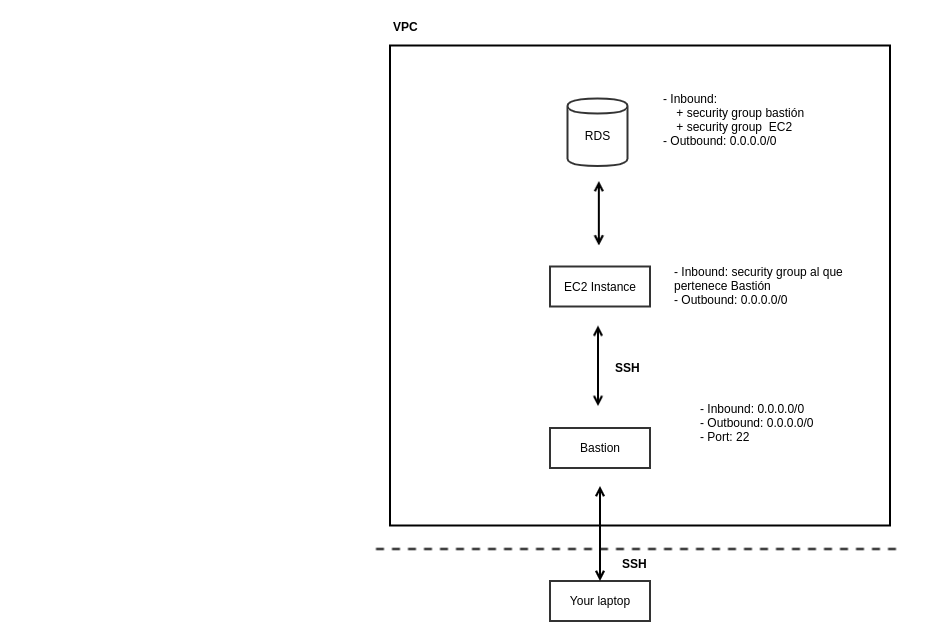 VPC
RDS
- Inbound:
+ security group bastión
+ security group  EC2
- Outbound: 0.0.0.0/0
EC2 Instance
- Inbound: security group al que
pertenece Bastión
- Outbound: 0.0.0.0/0
SSH
- Inbound: 0.0.0.0/0
- Outbound: 0.0.0.0/0
- Port: 22
Bastion
SSH
Your laptop